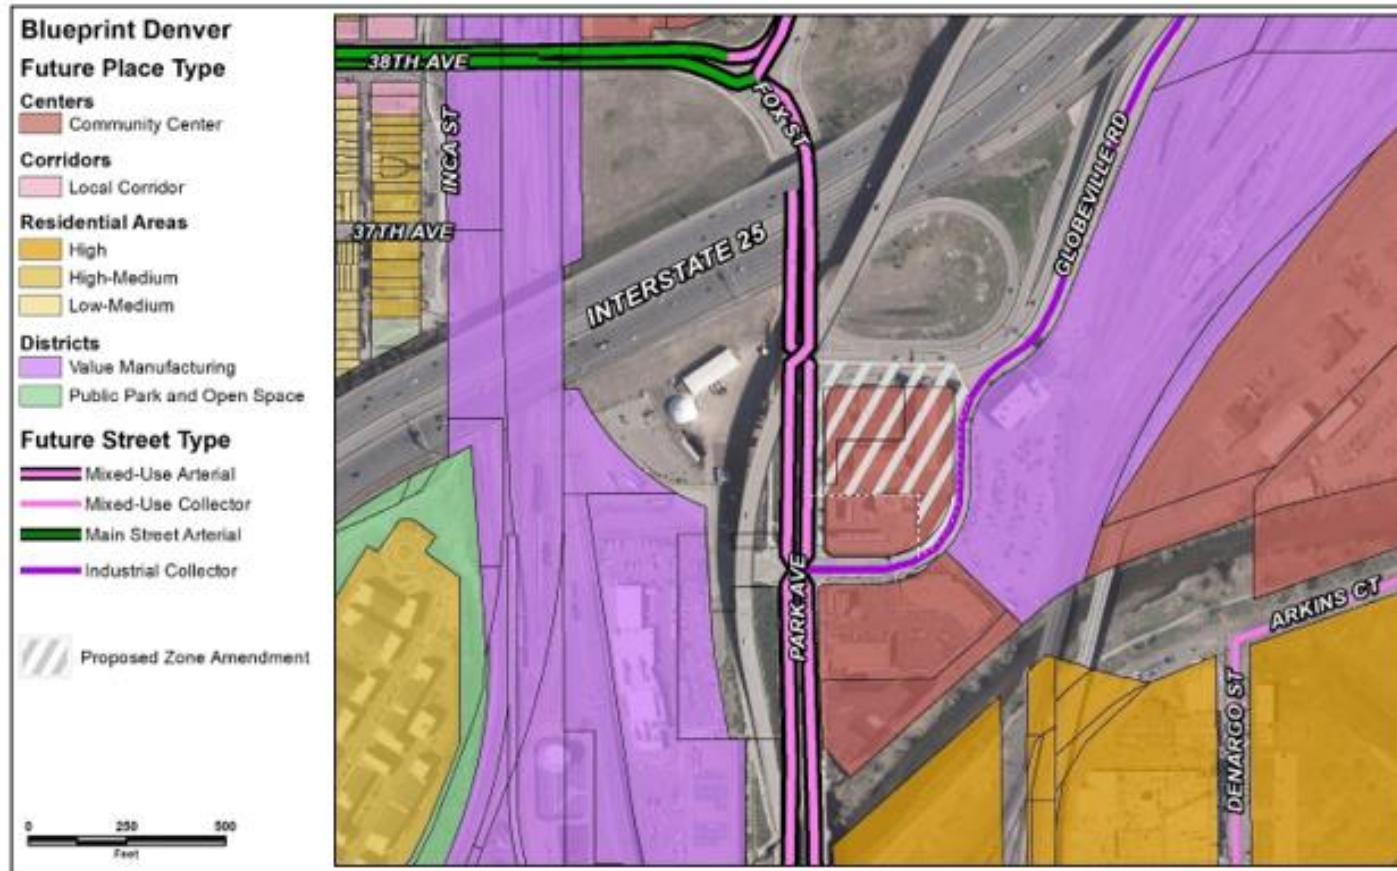 Blueprint Denver
Future Place Type
Centers
Community Center
Corridors
Local Corridor
Residential Areas
High
High-Medium
Low-Medium
Districts
Value Manufacturing
Public Park and Open Space
Future Street Type
Mixed-Use Arterial
Mixed-Use Collector
Main Street Arterial
Industrial Collector
Proposed Zone Amendment
0 250 500
Feet
38TH AVE
FOX ST
INCA ST
GLOBEVILLE RD
37TH AVE
INTERSTATE 25
PARK AVE
ARKINS CT
DENARGO ST